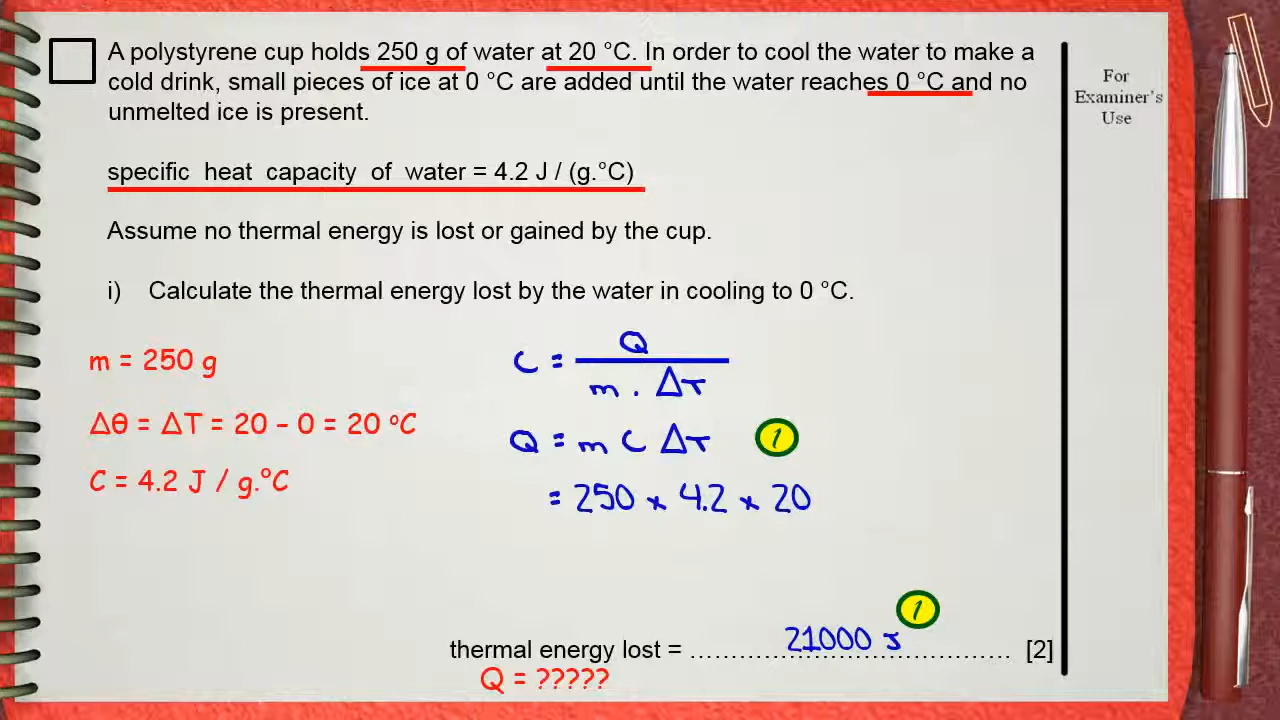 A polystyrene cup holds 250 g of water at 20 °C. In order to cool the water to make a
cold drink, small pieces of ice at 0 °C are added until the water reaches 0 °C and no
unmelted ice is present.
For
Examiner's
Use
specific heat capacity of water = 4.2 J / (g.°C)
Assume no thermal energy is lost or gained by the cup.
i) Calculate the thermal energy lost by the water in cooling to 0 °C.
m = 250 g
Δθ = ΔT = 20 – 0 = 20 °C
C = 4.2 J / g.°C
C = Q
m . ΔT
Q = m C ΔT 1
= 250 x 4.2 x 20
1
thermal energy lost = ...21000 J... [2]
Q = ?????